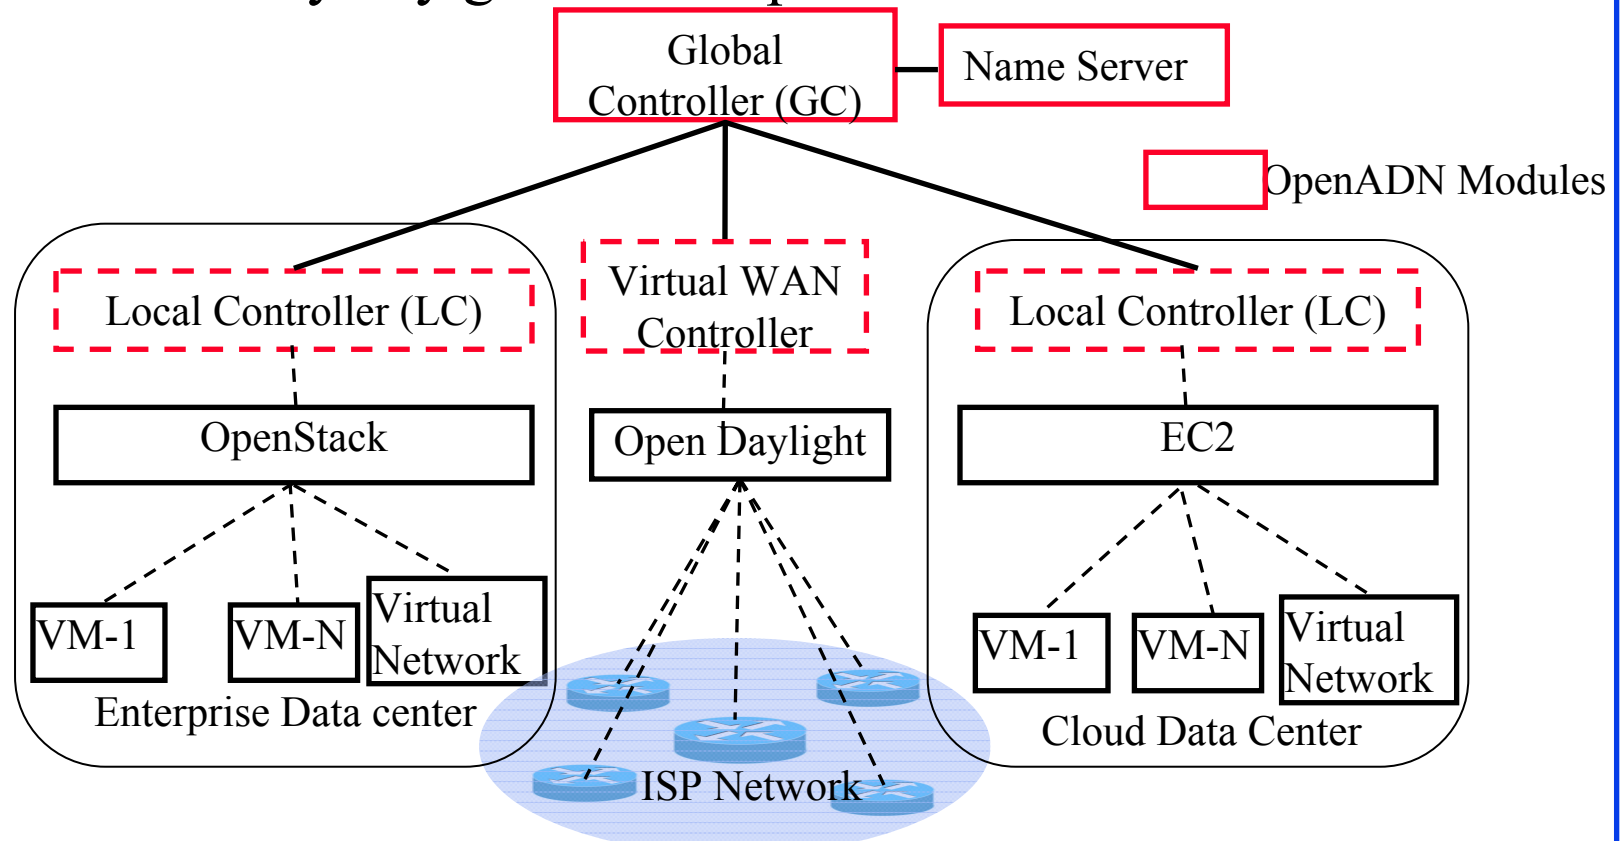 Global
Controller (GC)
Name Server
OpenADN Modules
Local Controller (LC)
Virtual WAN
Controller
Local Controller (LC)
OpenStack
Open Daylight
EC2
VM-1
VM-N
Virtual
Network
VM-1
VM-N
Virtual
Network
Enterprise Data center
Cloud Data Center
ISP Network